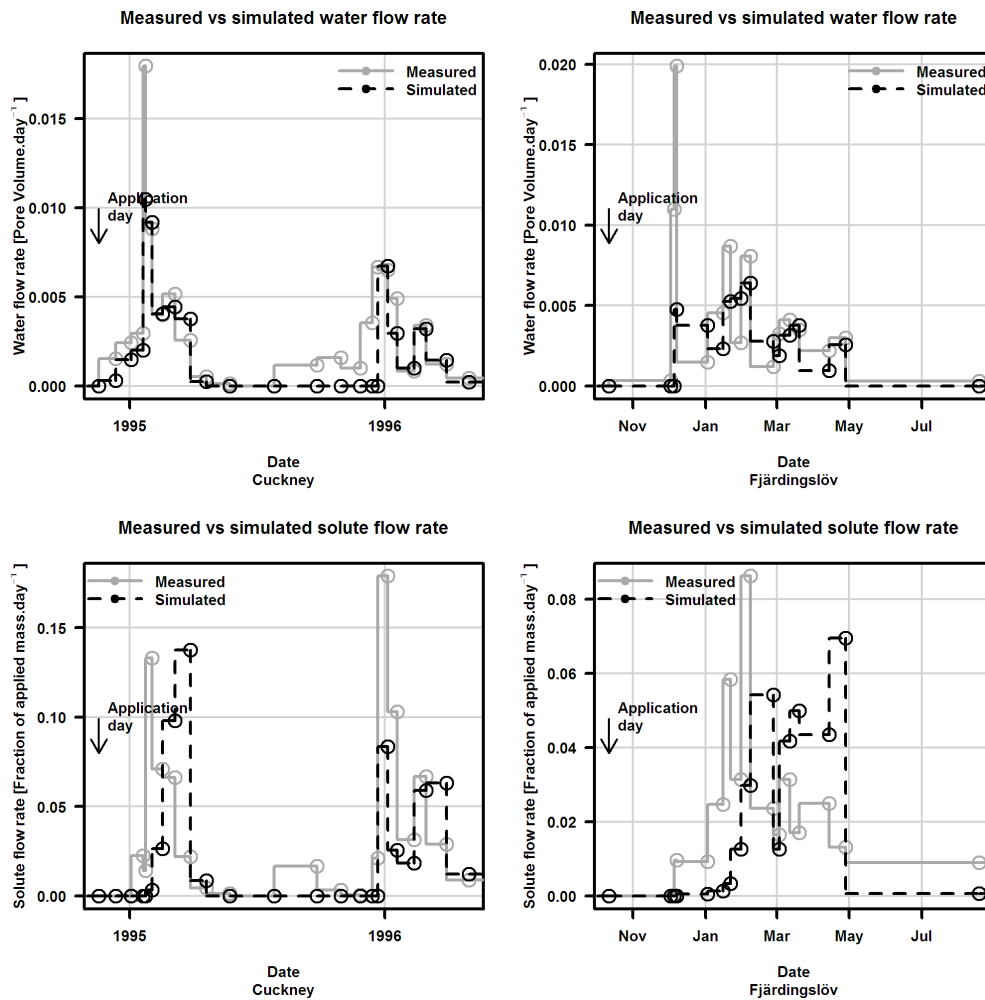 Measured vs simulated water flow rate
Water flow rate [Pore Volume.day⁻¹ ]
0.015
0.010
0.005
0.000
Measured
Simulated
Application
day
1995
1996
Date
Cuckney
Measured vs simulated water flow rate
Water flow rate [Pore Volume.day⁻¹ ]
0.020
0.015
0.010
0.005
0.000
Measured
Simulated
Application
day
Nov
Jan
Mar
May
Jul
Date
Fjärdingslöv
Measured vs simulated solute flow rate
Solute flow rate [Fraction of applied mass.day⁻¹ ]
0.15
0.10
0.05
0.00
Measured
Simulated
Application
day
1995
1996
Date
Cuckney
Measured vs simulated solute flow rate
Solute flow rate [Fraction of applied mass.day⁻¹ ]
0.08
0.06
0.04
0.02
0.00
Measured
Simulated
Application
day
Nov
Jan
Mar
May
Jul
Date
Fjärdingslöv